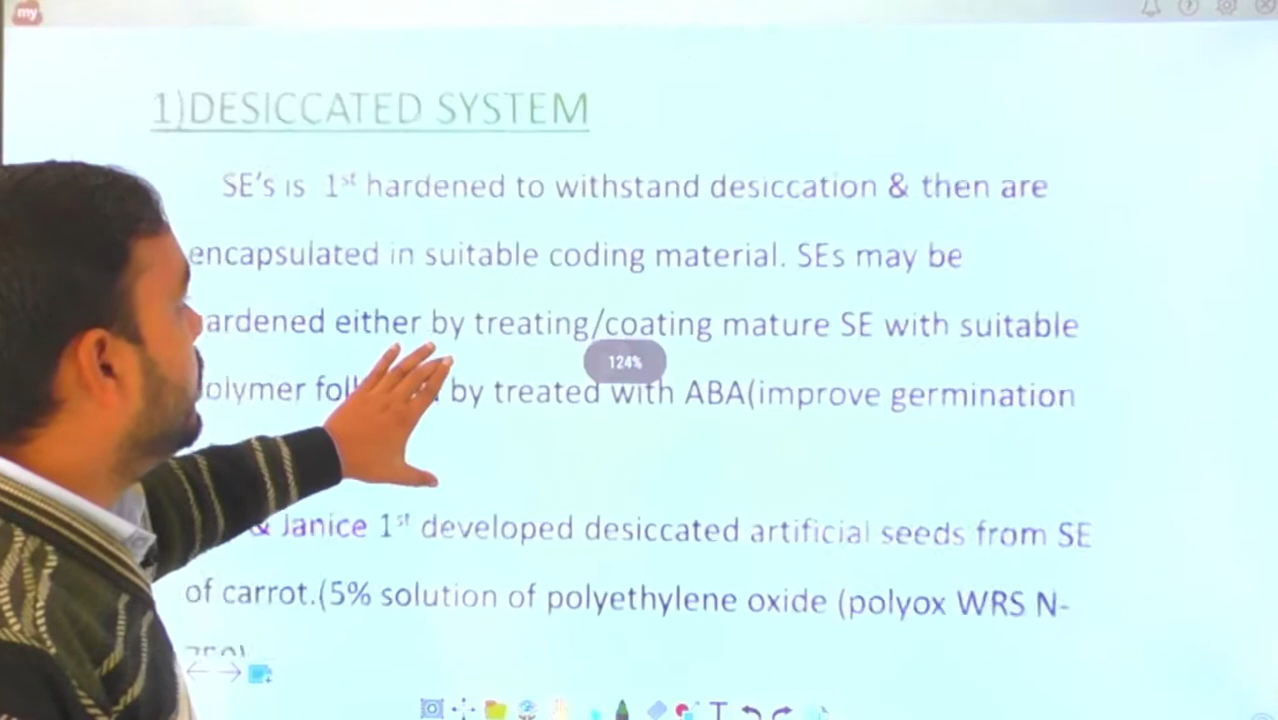 my
1)DESICCATED SYSTEM
SE's is 1st hardened to withstand desiccation & then are
encapsulated in suitable coding material. SEs may be
ardened either by treating/coating mature SE with suitable
124%
olymer foll by treated with ABA(improve germination
& Janice 1st developed desiccated artificial seeds from SE
of carrot.(5% solution of polyethylene oxide (polyox WRS N-